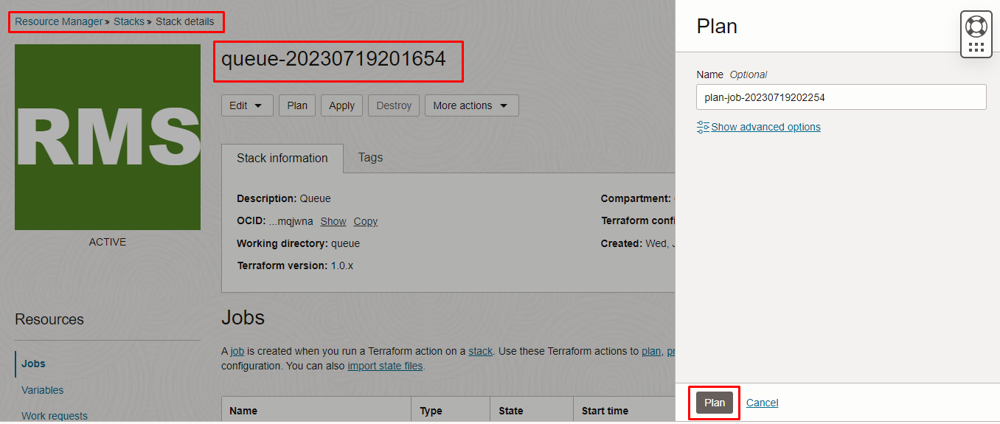 Resource Manager » Stacks » Stack details
RMS
ACTIVE
queue-20230719201654
Edit Plan Apply Destroy More actions
Stack information Tags
Description: Queue
OCID: ...mqjwna Show Copy
Working directory: queue
Terraform version: 1.0.x
Compartment:
Terraform confi
Created: Wed,
Resources
Jobs
Variables
Work requests
Jobs
A job is created when you run a Terraform action on a stack. Use these Terraform actions to plan, pr
configuration. You can also import state files.
Name Type State Start time
Plan
Name Optional
plan-job-20230719202254
Show advanced options
Plan Cancel